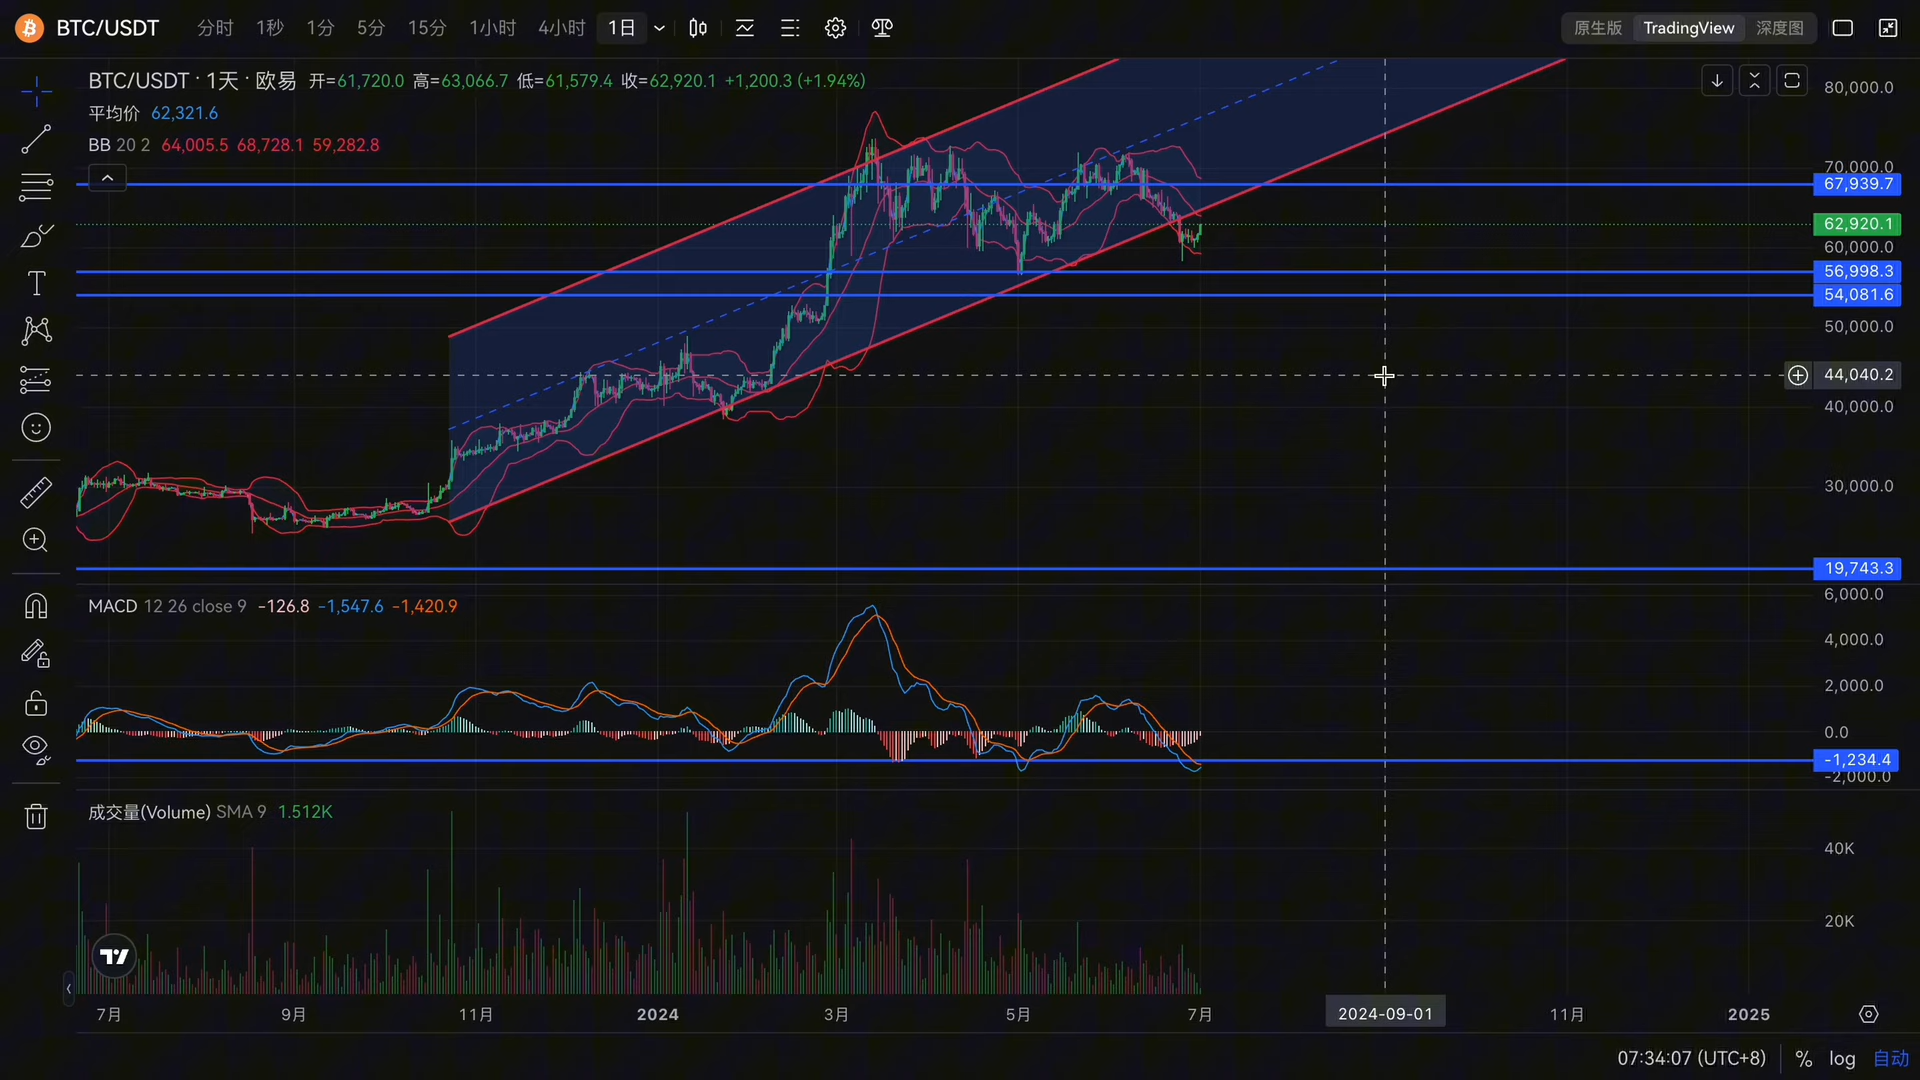 BTC/USDT 分时 1秒 1分 5分 15分 1小时 4小时 1日 原生版 TradingView 深度图
BTC/USDT · 1天 · 欧易 开=61,720.0 高=63,066.7 低=61,579.4 收=62,920.1 +1,200.3 (+1.94%)
平均价 62,321.6
BB 20 2 64,005.5 68,728.1 59,282.8
80,000.0
70,000.0
67,939.7
62,920.1
60,000.0
56,998.3
54,081.6
50,000.0
44,040.2
40,000.0
30,000.0
19,743.3
MACD 12 26 close 9 −126.8 −1,547.6 −1,420.9
6,000.0
4,000.0
2,000.0
0.0
−1,234.4
−2,000.0
成交量(Volume) SMA 9 1.512K
40K
20K
7月 9月 11月 2024 3月 5月 7月 2024-09-01 11月 2025
07:34:07 (UTC+8) % log 自动